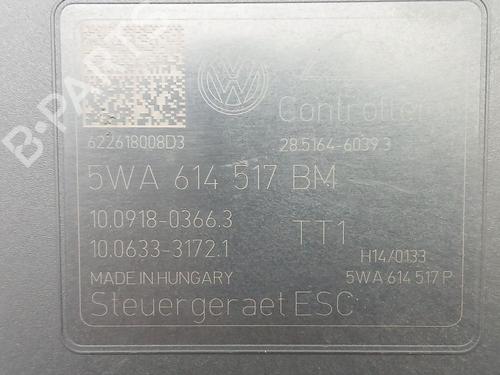 B-PARTS
Controller
622618008D3
28.5164-6039.3
5WA 614 517 BM
10.0918-0366.3
10.0633-3172.1
TT1
H14/0133
MADE IN HUNGARY
5WA 614 517 P
Steuergeraet ESC